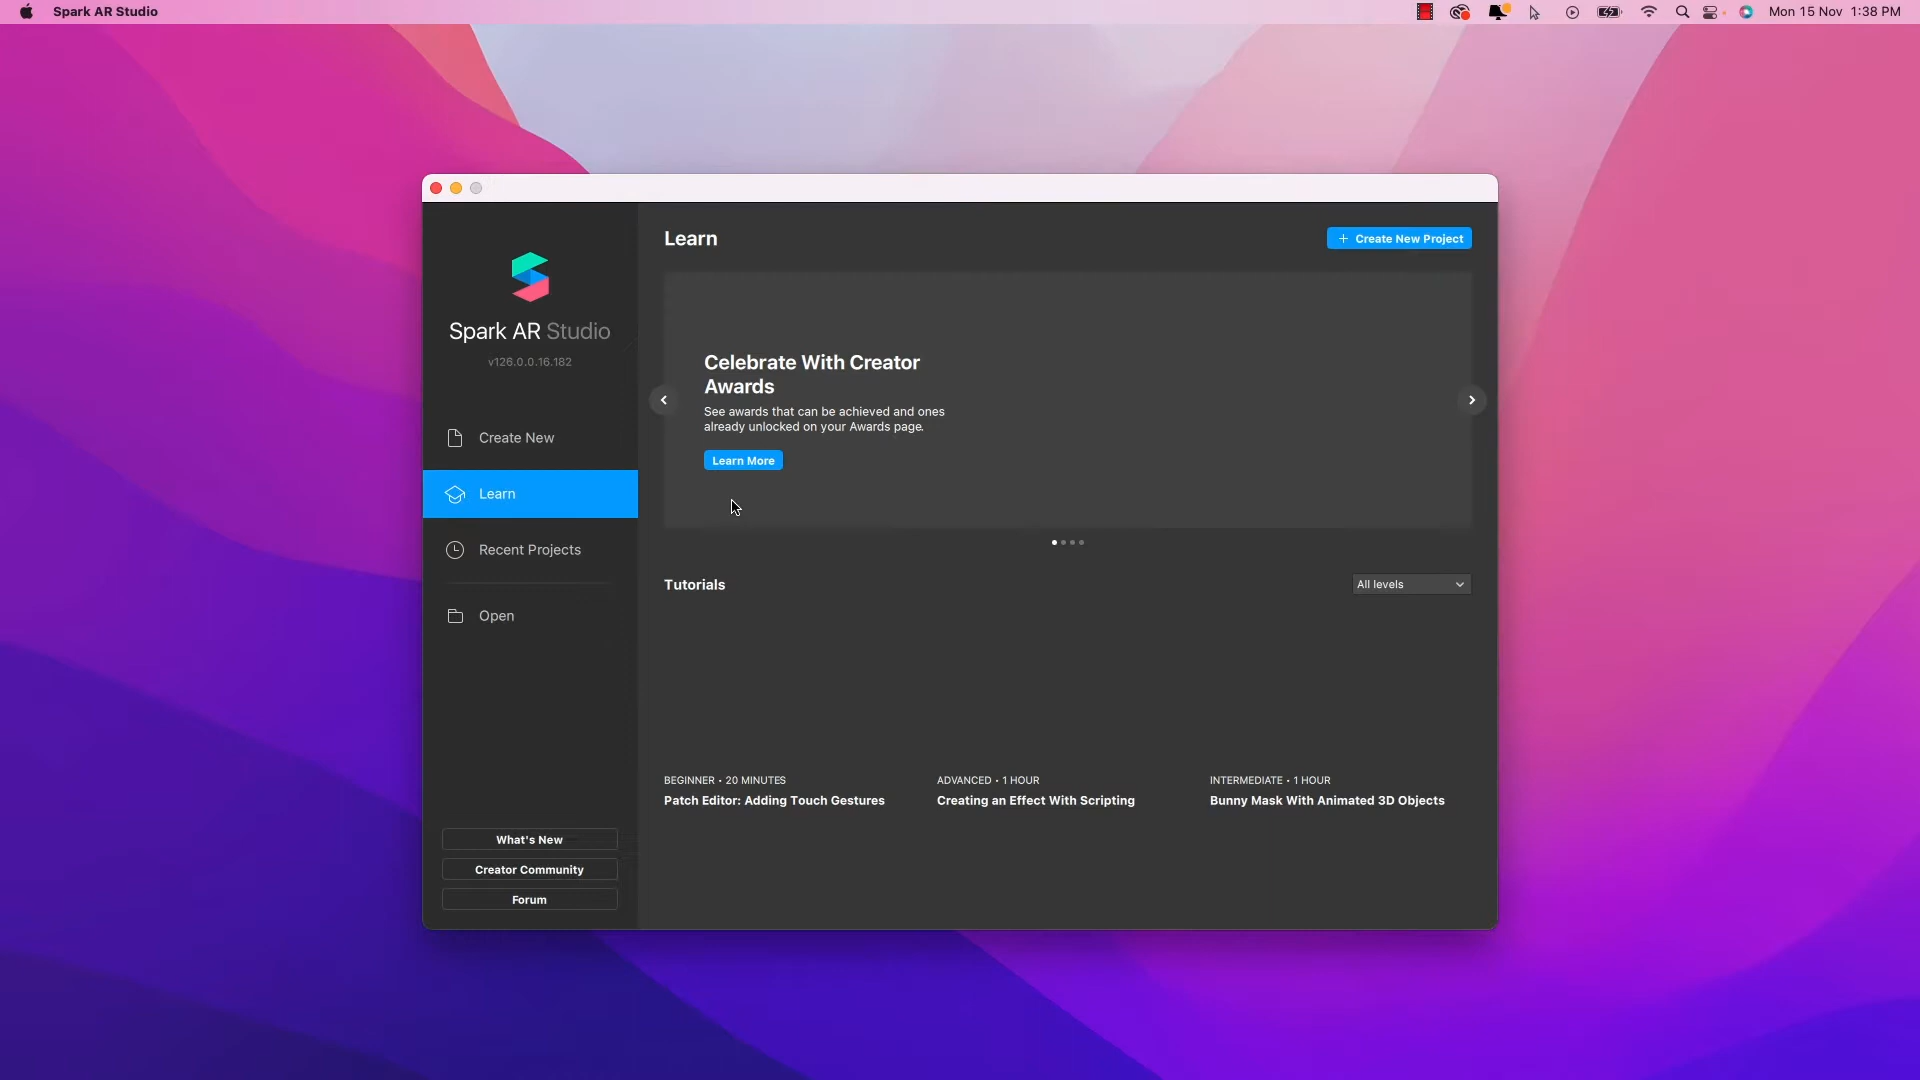 Spark AR Studio
Mon 15 Nov 1:38 PM
Spark AR Studio
v126.0.0.16.182
Create New
Learn
Recent Projects
Open
What's New
Creator Community
Forum
Learn
+ Create New Project
Celebrate With Creator
Awards
See awards that can be achieved and ones
already unlocked on your Awards page.
Learn More
Tutorials
All levels
BEGINNER • 20 MINUTES
Patch Editor: Adding Touch Gestures
ADVANCED • 1 HOUR
Creating an Effect With Scripting
INTERMEDIATE • 1 HOUR
Bunny Mask With Animated 3D Objects